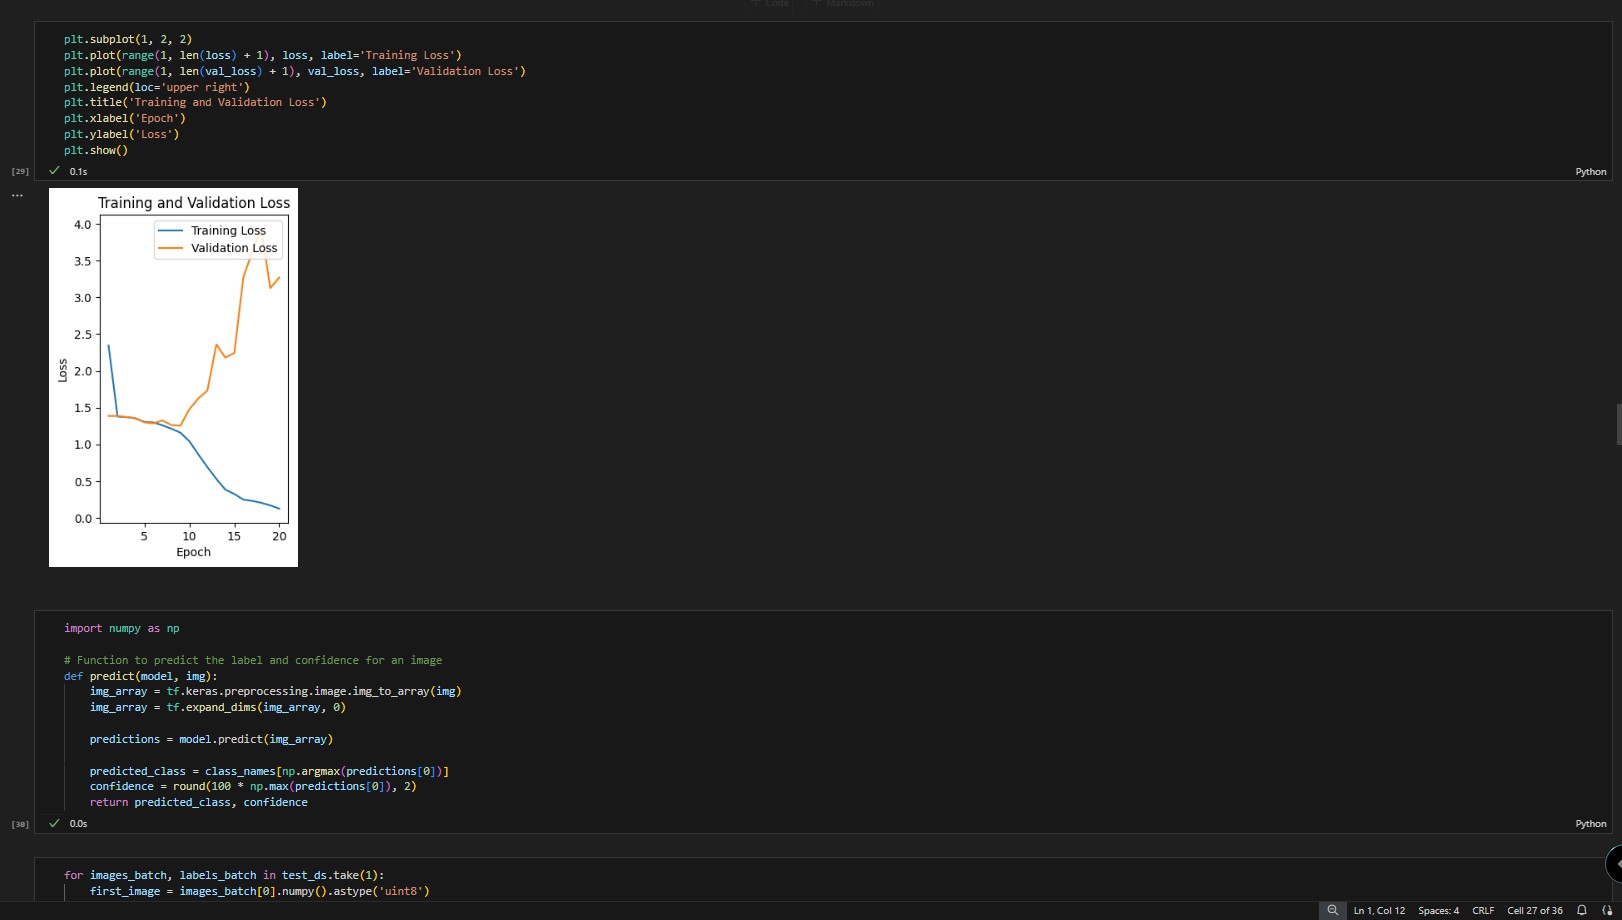 + Code + Markdown
plt.subplot(1, 2, 2)
plt.plot(range(1, len(loss) + 1), loss, label='Training Loss')
plt.plot(range(1, len(val_loss) + 1), val_loss, label='Validation Loss')
plt.legend(loc='upper right')
plt.title('Training and Validation Loss')
plt.xlabel('Epoch')
plt.ylabel('Loss')
plt.show()
[29] 0.1s Python
...
Training and Validation Loss
Training Loss
Validation Loss
4.0
3.5
3.0
2.5
2.0
1.5
1.0
0.5
0.0
Loss
5 10 15 20
Epoch
import numpy as np
# Function to predict the label and confidence for an image
def predict(model, img):
    img_array = tf.keras.preprocessing.image.img_to_array(img)
    img_array = tf.expand_dims(img_array, 0)
    predictions = model.predict(img_array)
    predicted_class = class_names[np.argmax(predictions[0])]
    confidence = round(100 * np.max(predictions[0]), 2)
    return predicted_class, confidence
[30] 0.0s Python
for images_batch, labels_batch in test_ds.take(1):
    first_image = images_batch[0].numpy().astype('uint8')
Ln 1, Col 12 Spaces: 4 CRLF Cell 27 of 36